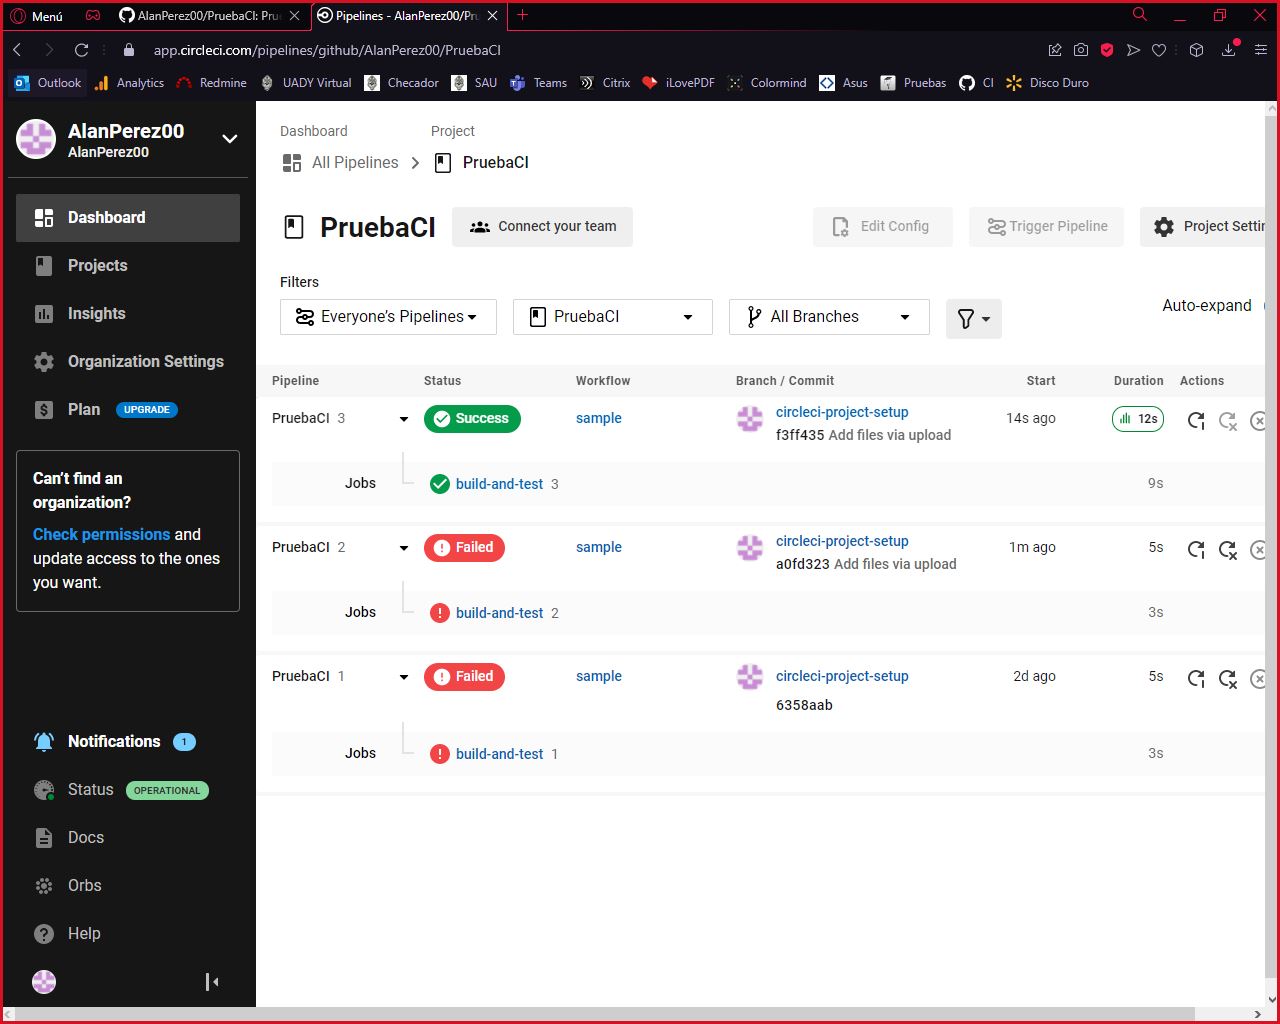 Menú
AlanPerez00/PruebaCI: Pru
Pipelines - AlanPerez00/Pru
app.circleci.com/pipelines/github/AlanPerez00/PruebaCI
Outlook Analytics Redmine UADY Virtual Checador SAU Teams Citrix iLovePDF Colormind Asus Pruebas CI Disco Duro
AlanPerez00
AlanPerez00
Dashboard
Projects
Insights
Organization Settings
Plan UPGRADE
Can't find an
organization?
Check permissions and
update access to the ones
you want.
Notifications 1
Status OPERATIONAL
Docs
Orbs
Help
Dashboard Project
All Pipelines PruebaCI
PruebaCI Connect your team Edit Config Trigger Pipeline Project Settin
Filters
Everyone's Pipelines PruebaCI All Branches Auto-expand
Pipeline Status Workflow Branch / Commit Start Duration Actions
PruebaCI 3 Success sample circleci-project-setup 14s ago 12s
f3ff435 Add files via upload
Jobs build-and-test 3 9s
PruebaCI 2 Failed sample circleci-project-setup 1m ago 5s
a0fd323 Add files via upload
Jobs build-and-test 2 3s
PruebaCI 1 Failed sample circleci-project-setup 2d ago 5s
6358aab
Jobs build-and-test 1 3s